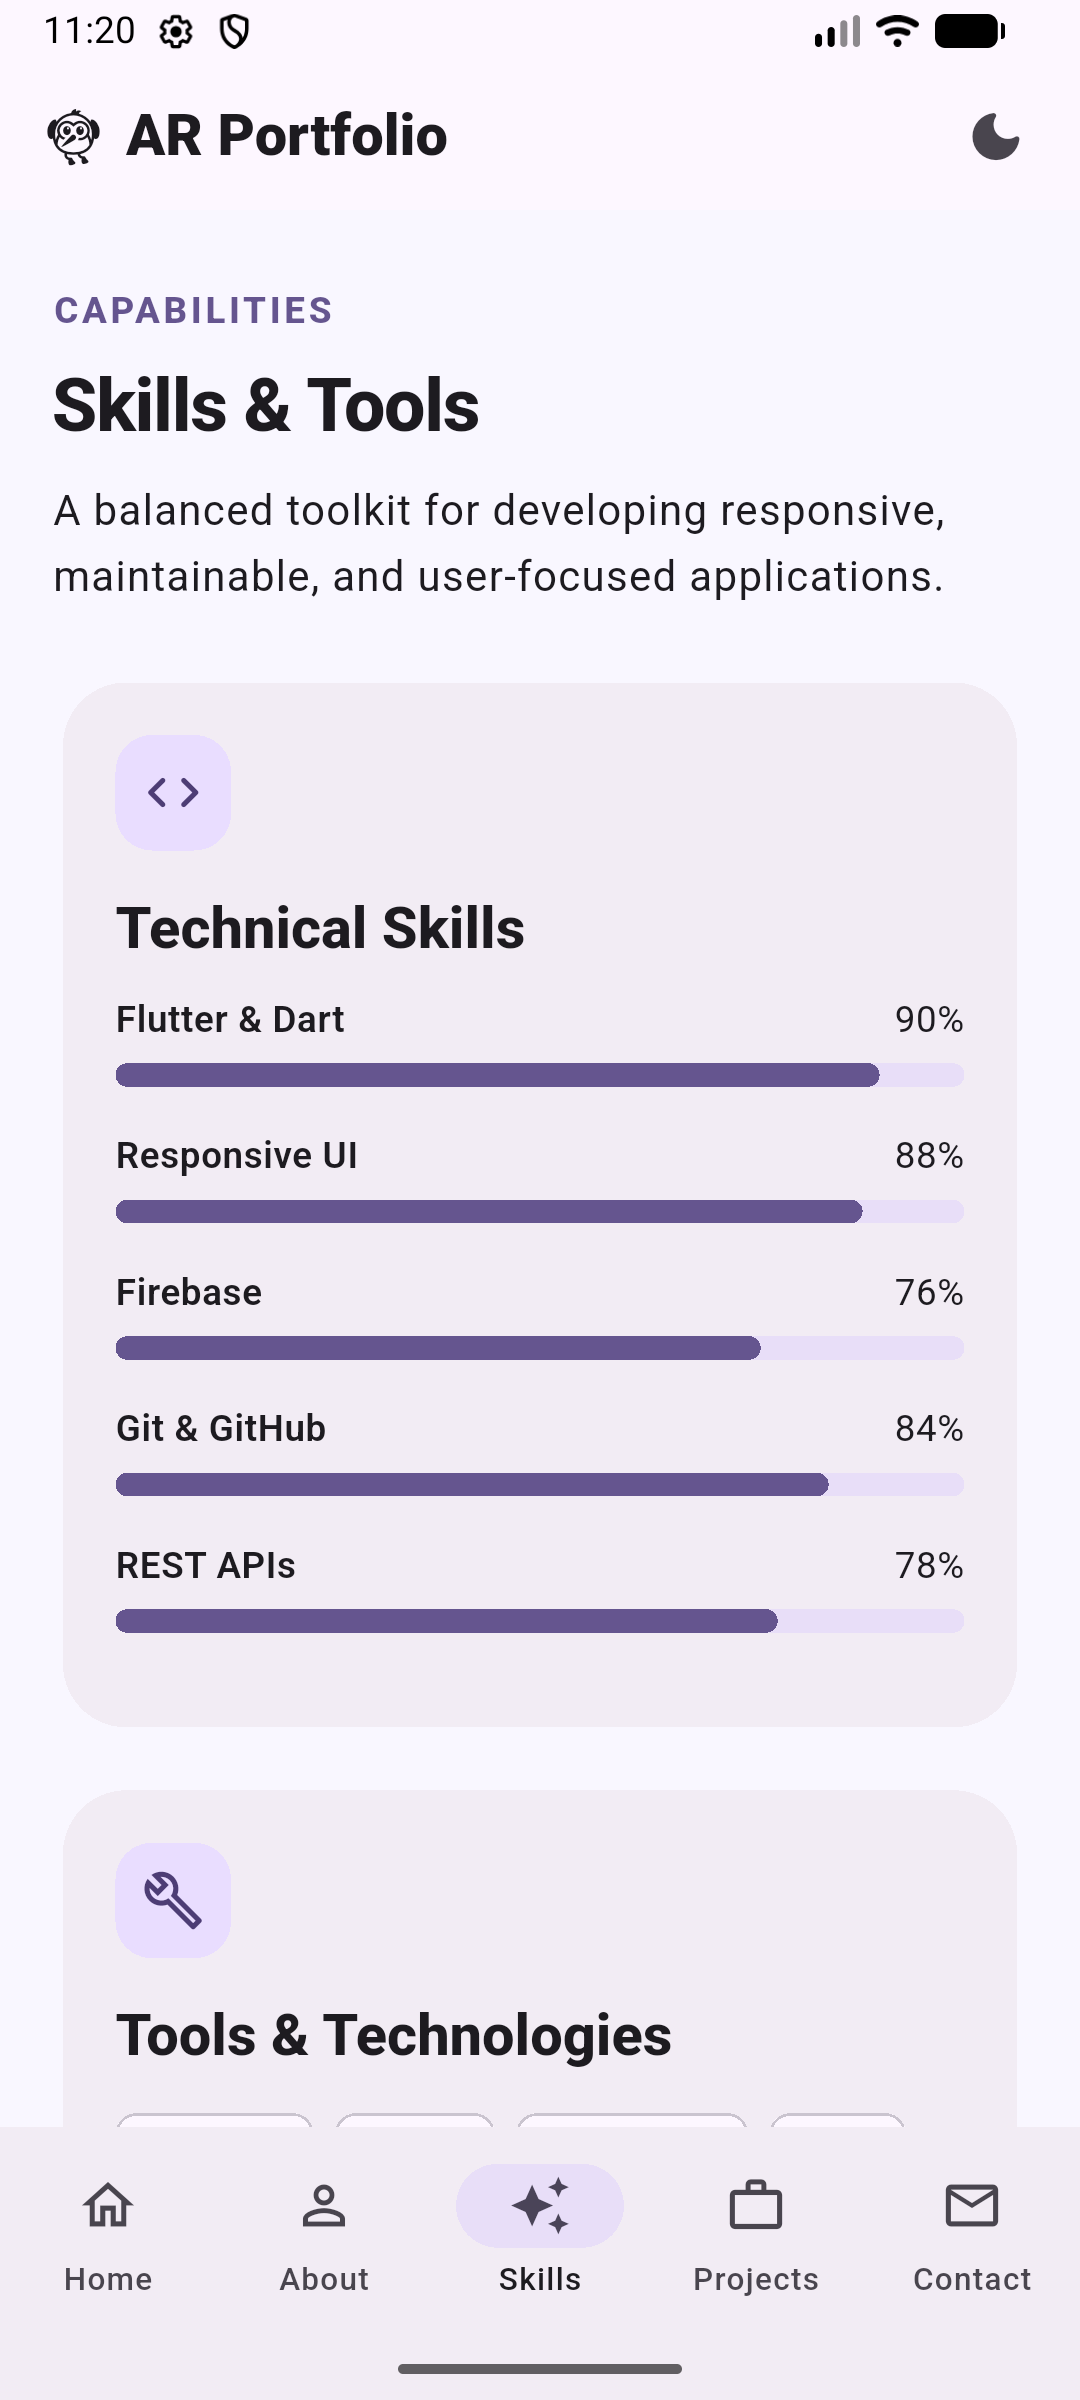 11:20
AR Portfolio
CAPABILITIES
Skills & Tools
A balanced toolkit for developing responsive,
maintainable, and user-focused applications.
Technical Skills
Flutter & Dart 90%
Responsive UI 88%
Firebase 76%
Git & GitHub 84%
REST APIs 78%
Tools & Technologies
Home About Skills Projects Contact